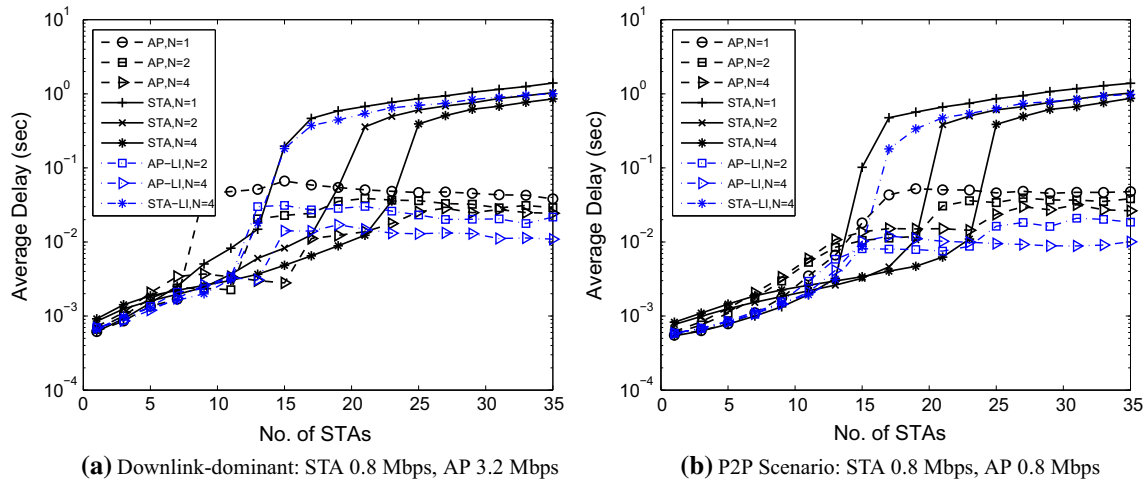 10^1
10^0
10^-1
10^-2
10^-3
10^-4
Average Delay (sec)
AP,N=1
AP,N=2
AP,N=4
STA,N=1
STA,N=2
STA,N=4
AP-LI,N=2
AP-LI,N=4
STA-LI,N=4
0 5 10 15 20 25 30 35
No. of STAs
(a) Downlink-dominant: STA 0.8 Mbps, AP 3.2 Mbps
10^1
10^0
10^-1
10^-2
10^-3
10^-4
Average Delay (sec)
AP,N=1
AP,N=2
AP,N=4
STA,N=1
STA,N=2
STA,N=4
AP-LI,N=2
AP-LI,N=4
STA-LI,N=4
0 5 10 15 20 25 30 35
No. of STAs
(b) P2P Scenario: STA 0.8 Mbps, AP 0.8 Mbps